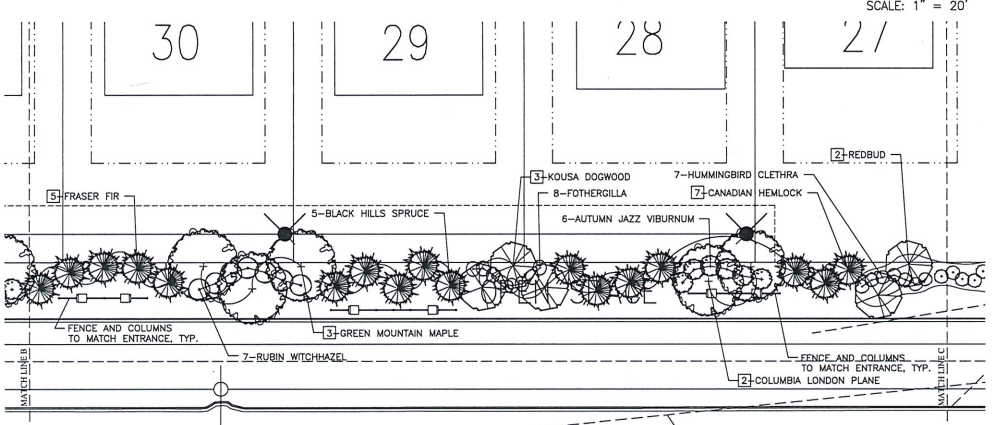 SCALE: 1" = 20'
30
29
28
27
2 REDBUD
3 KOUSA DOGWOOD
7-HUMMINGBIRD CLETHRA
5 FRASER FIR
8-FOTHERGILLA
7 CANADIAN HEMLOCK
5-BLACK HILLS SPRUCE
6-AUTUMN JAZZ VIBURNUM
FENCE AND COLUMNS
TO MATCH ENTRANCE, TYP.
3 GREEN MOUNTAIN MAPLE
7-RUBIN WITCHHAZEL
FENCE AND COLUMNS
TO MATCH ENTRANCE, TYP.
2 COLUMBIA LONDON PLANE
MATCH LINE B
MATCH LINE C